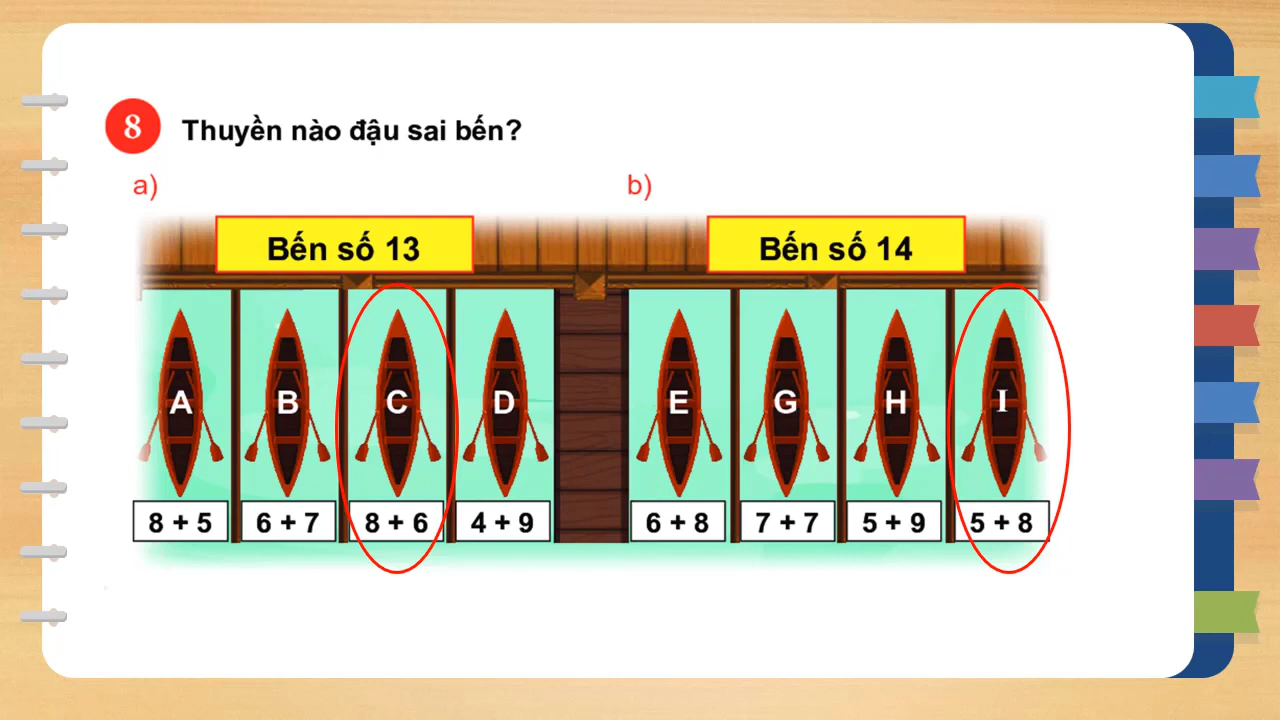 8 Thuyền nào đậu sai bến?
a) b)
Bến số 13 Bến số 14
A B C D E G H I
8 + 5 6 + 7 8 + 6 4 + 9 6 + 8 7 + 7 5 + 9 5 + 8